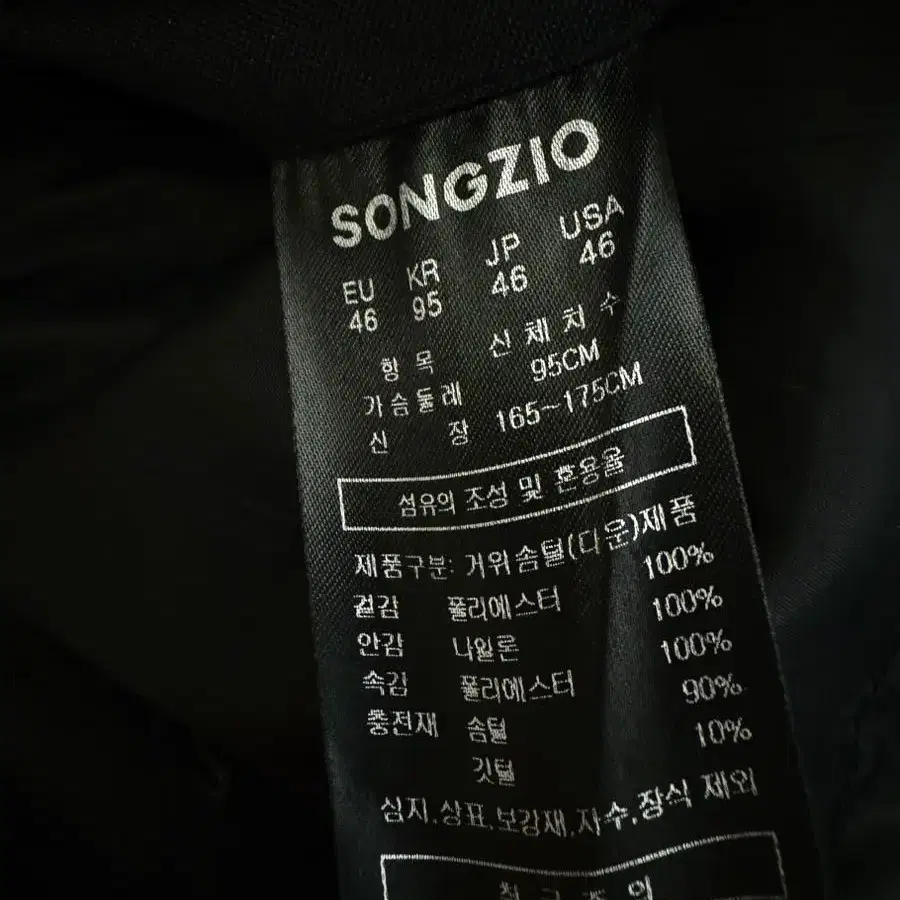 SONGZIO
EU KR JP USA
46 95 46 46
항목 신체치수
가슴둘레 95CM
신장 165~175CM
섬유의 조성 및 혼용율
제품구분: 거위솜털(다운)제품
겉감 폴리에스터 100%
안감 나일론 100%
속감 폴리에스터 100%
충전재 솜털 90%
깃털 10%
심지,상표,보강재,자수,장식 제외